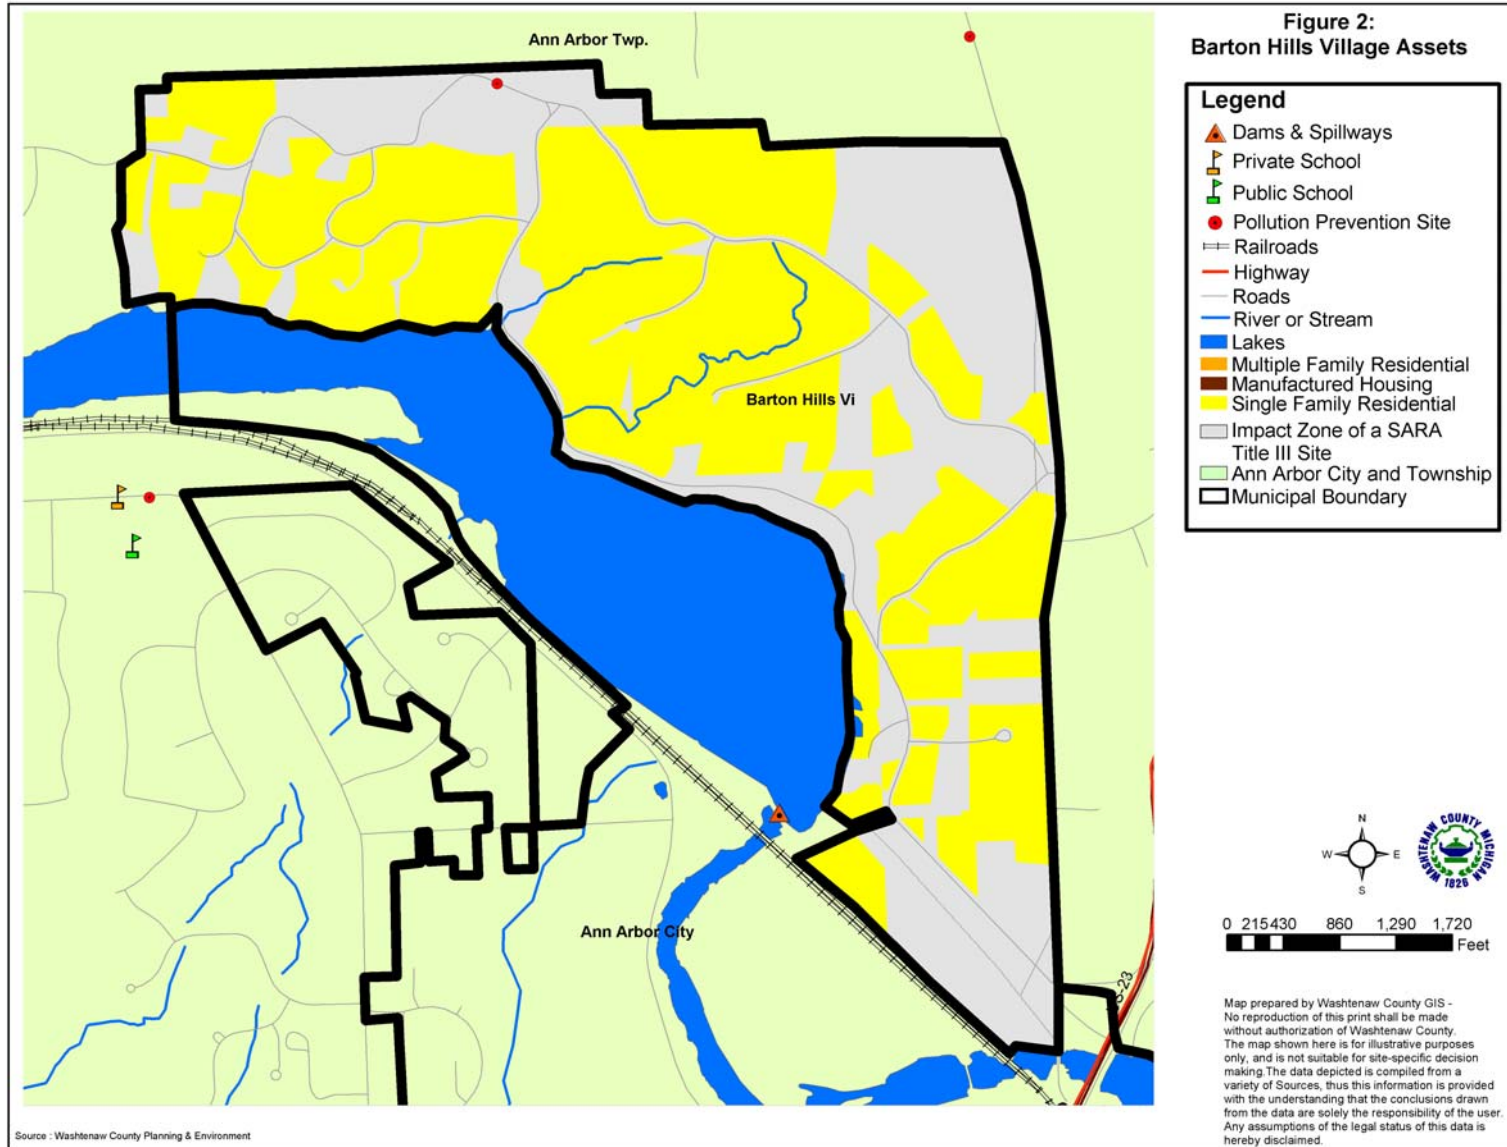 Figure 2:
Barton Hills Village Assets
Ann Arbor Twp.
Legend
Dams & Spillways
Private School
Public School
Pollution Prevention Site
Railroads
Highway
Roads
River or Stream
Lakes
Multiple Family Residential
Manufactured Housing
Single Family Residential
Impact Zone of a SARA
Title III Site
Ann Arbor City and Township
Municipal Boundary
Barton Hills Vi
Ann Arbor City
S-23
N
W E
S
WASHTENAW COUNTY MICHIGAN
1826
0 215 430 860 1,290 1,720
Feet
Map prepared by Washtenaw County GIS -
No reproduction of this print shall be made
without authorization of Washtenaw County.
The map shown here is for illustrative purposes
only, and is not suitable for site-specific decision
making.The data depicted is compiled from a
variety of Sources, thus this information is provided
with the understanding that the conclusions drawn
from the data are solely the responsibility of the user.
Any assumptions of the legal status of this data is
hereby disclaimed.
Source : Washtenaw County Planning & Environment